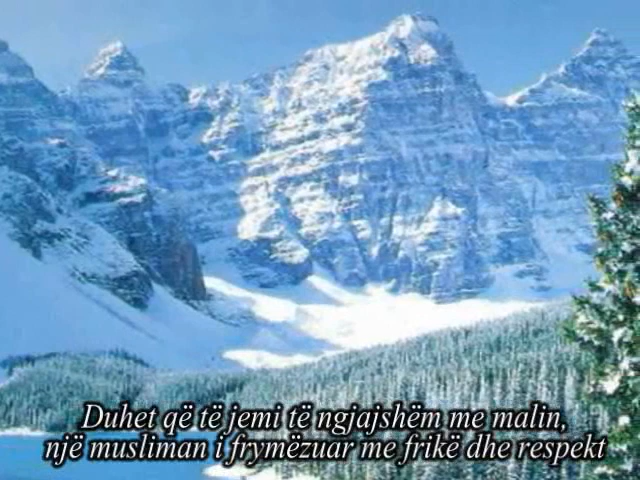 Duhet që të jemi të ngjajshëm me malin,
një musliman i frymëzuar me frikë dhe respekt